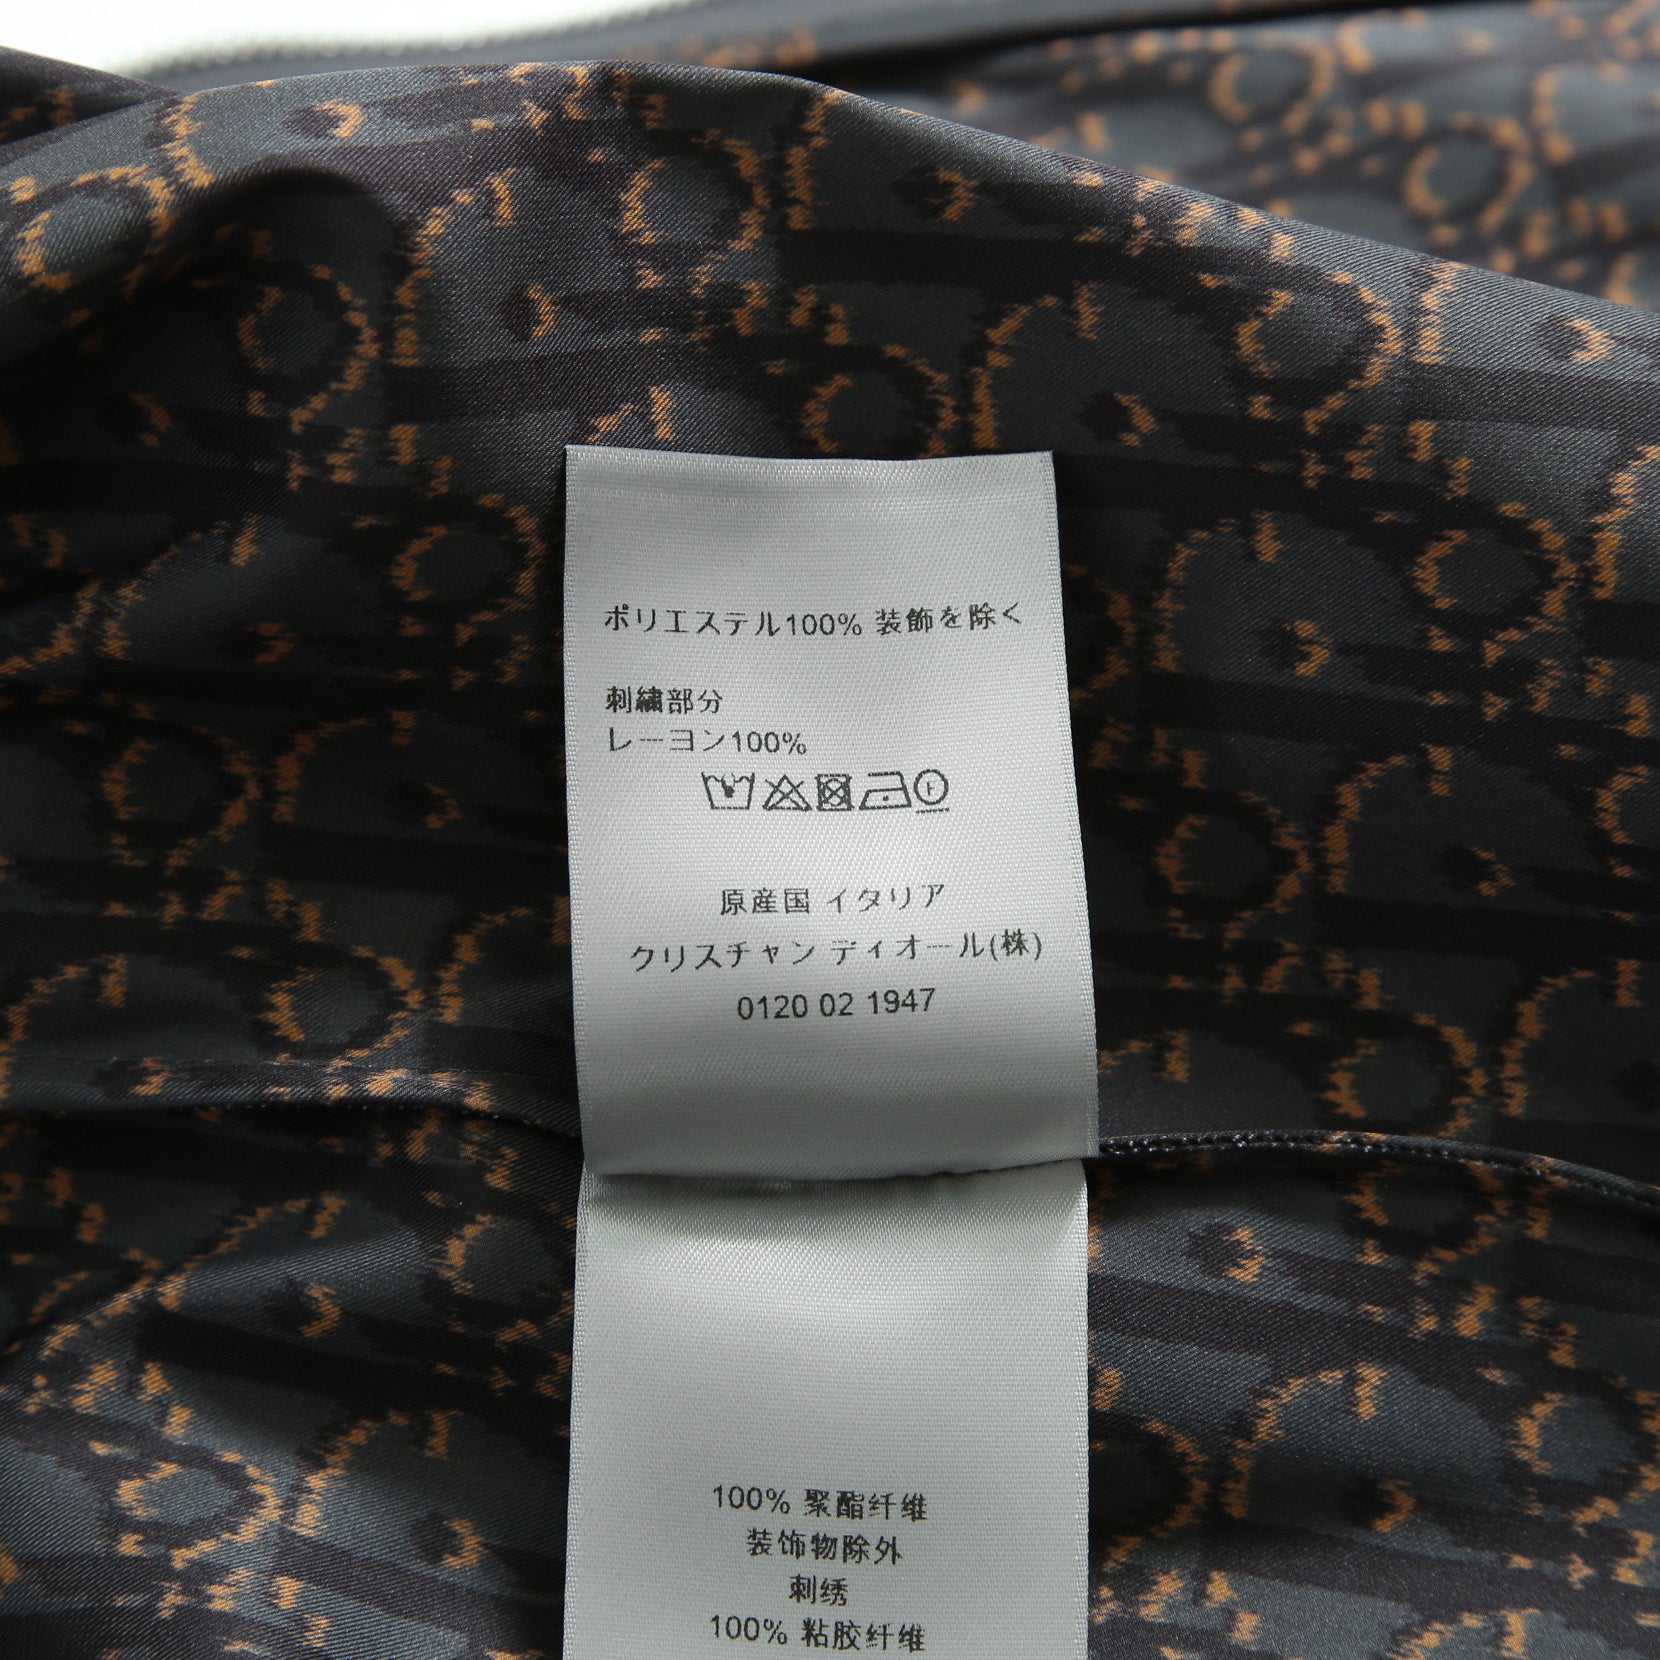 ポリエステル100% 装飾を除く
刺繍部分
レーヨン100%
F
原産国 イタリア
クリスチャン ディオール(株)
0120 02 1947
100% 聚酯纤维
装饰物除外
刺绣
100% 粘胶纤维